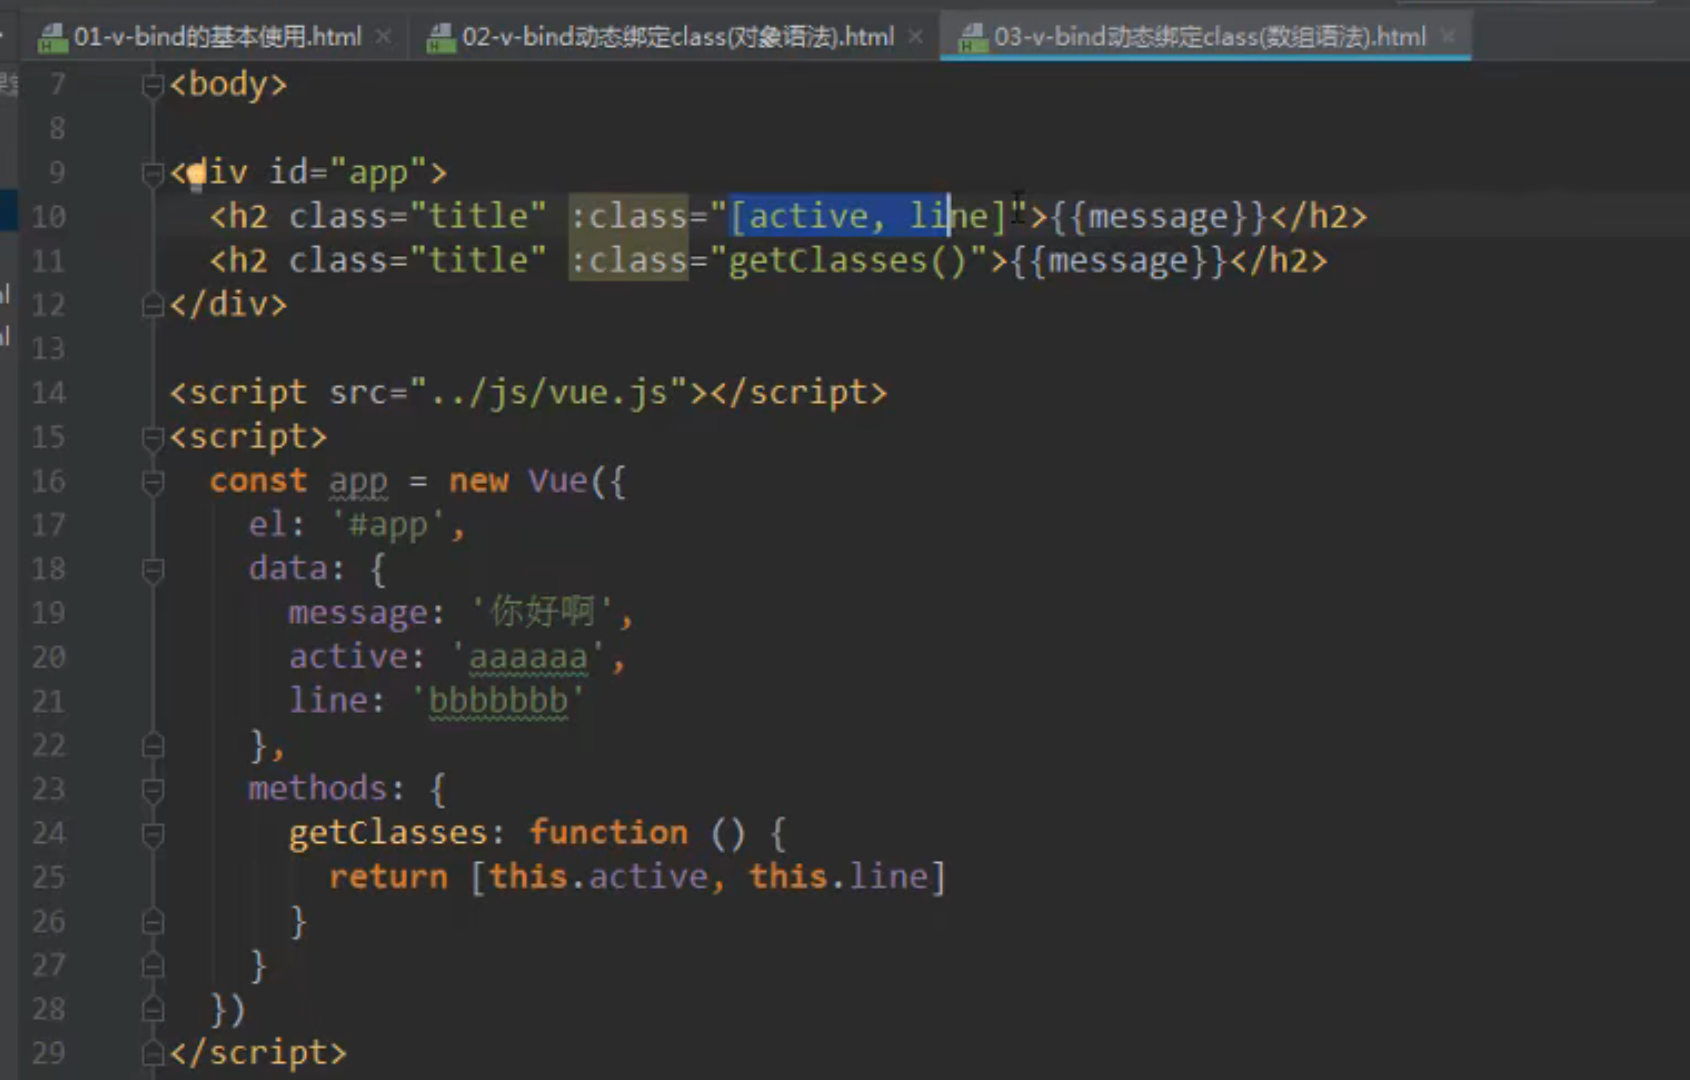 01-v-bind的基本使用.html 02-v-bind动态绑定class(对象语法).html 03-v-bind动态绑定class(数组语法).html
7 <body>
8
9 <div id="app">
10 <h2 class="title" :class="[active, line]">{{message}}</h2>
11 <h2 class="title" :class="getClasses()">{{message}}</h2>
12 </div>
13
14 <script src="../js/vue.js"></script>
15 <script>
16 const app = new Vue({
17 el: '#app',
18 data: {
19 message: '你好啊',
20 active: 'aaaaaa',
21 line: 'bbbbbbb'
22 },
23 methods: {
24 getClasses: function () {
25 return [this.active, this.line]
26 }
27 }
28 })
29 </script>